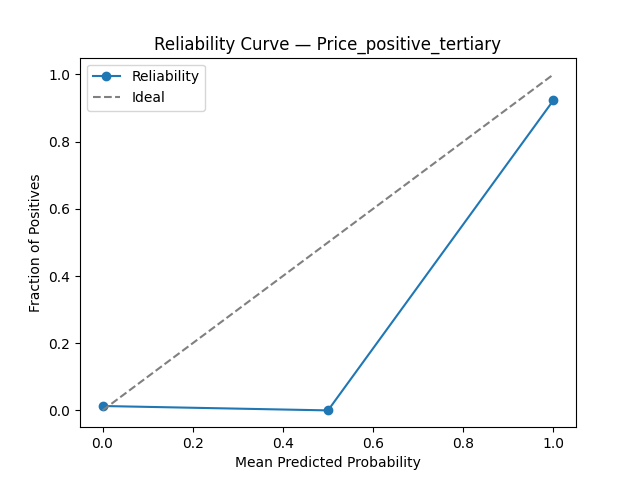 Reliability Curve — Price_positive_tertiary
Reliability
Ideal
Fraction of Positives
1.0
0.8
0.6
0.4
0.2
0.0
0.0 0.2 0.4 0.6 0.8 1.0
Mean Predicted Probability